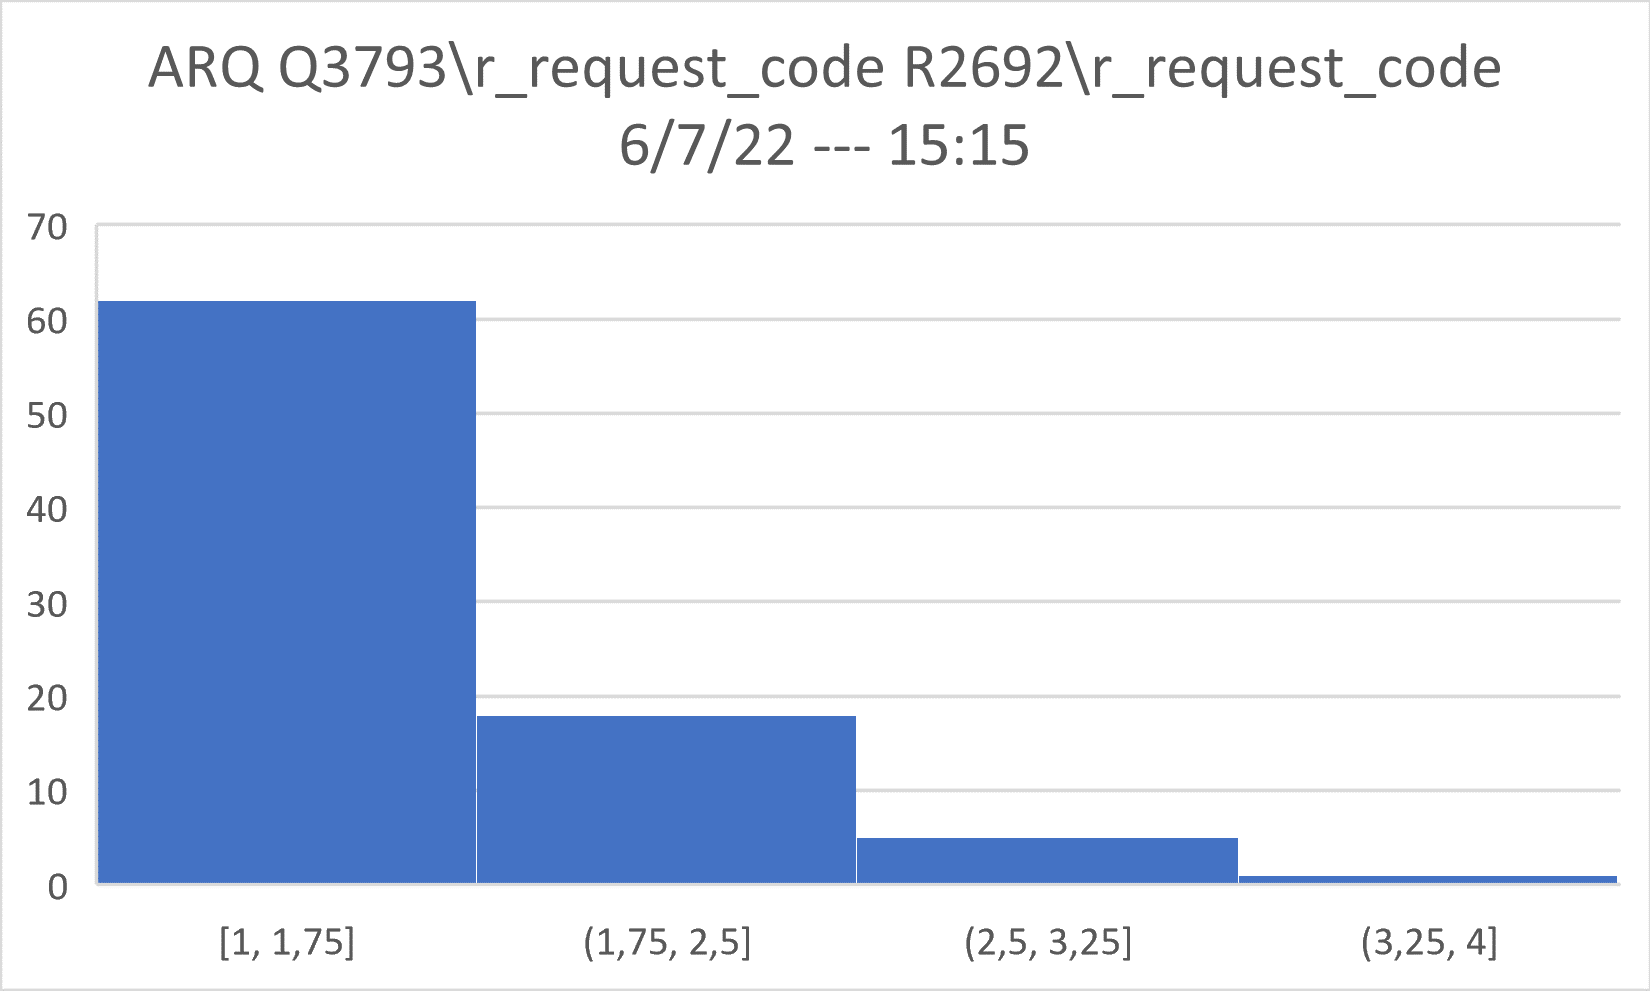 ARQ Q3793\r_request_code R2692\r_request_code
6/7/22 --- 15:15
70
60
50
40
30
20
10
0
[1, 1,75] (1,75, 2,5] (2,5, 3,25] (3,25, 4]